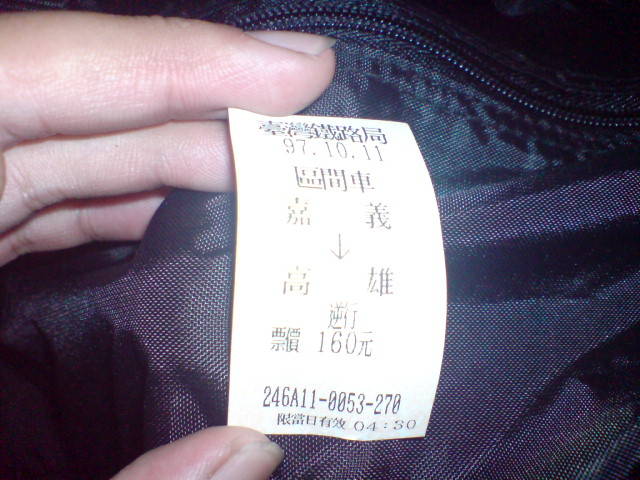 臺灣鐵路局
97.10.11
區間車
嘉 義
↓
高 雄
逆行
票價 160元
246A11-0053-270
限當日有效 04:30